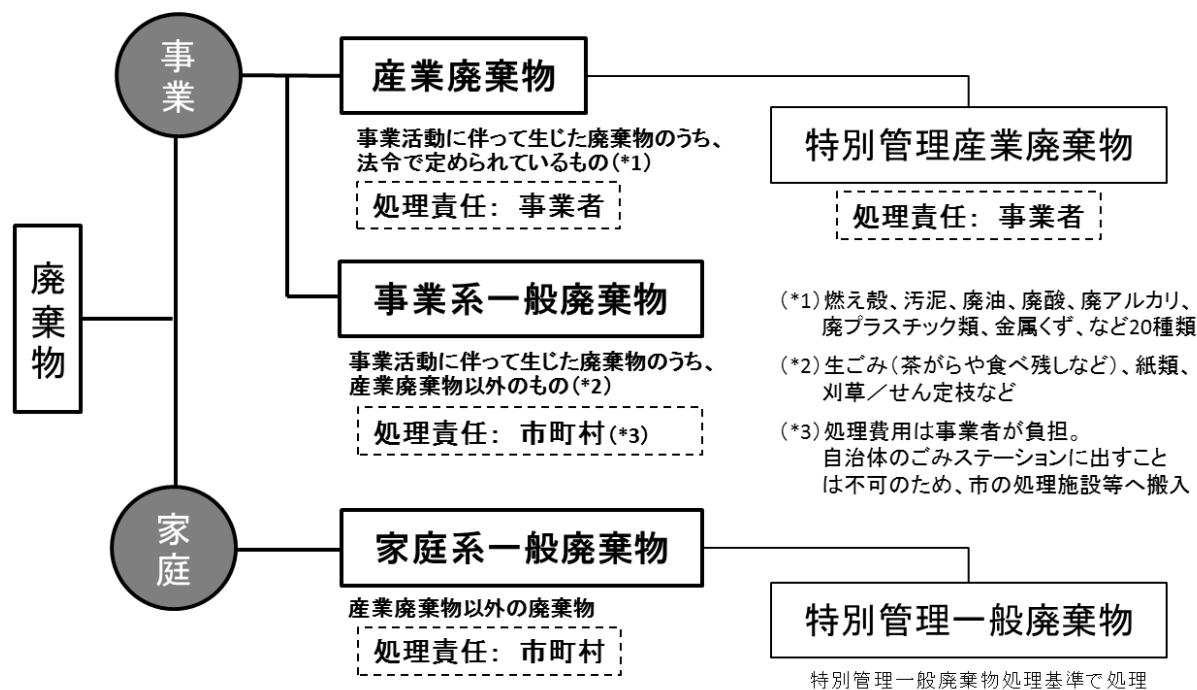 廃棄物
事業
産業廃棄物
事業活動に伴って生じた廃棄物のうち、
法令で定められているもの(*1)
処理責任: 事業者
特別管理産業廃棄物
処理責任: 事業者
事業系一般廃棄物
事業活動に伴って生じた廃棄物のうち、
産業廃棄物以外のもの(*2)
処理責任: 市町村(*3)
(*1)燃え殻、汚泥、廃油、廃酸、廃アルカリ、
廃プラスチック類、金属くず、など20種類
(*2)生ごみ(茶がらや食べ残しなど)、紙類、
刈草/せん定枝など
(*3)処理費用は事業者が負担。
自治体のごみステーションに出すこと
は不可のため、市の処理施設等へ搬入
家庭
家庭系一般廃棄物
産業廃棄物以外の廃棄物
処理責任: 市町村
特別管理一般廃棄物
特別管理一般廃棄物処理基準で処理